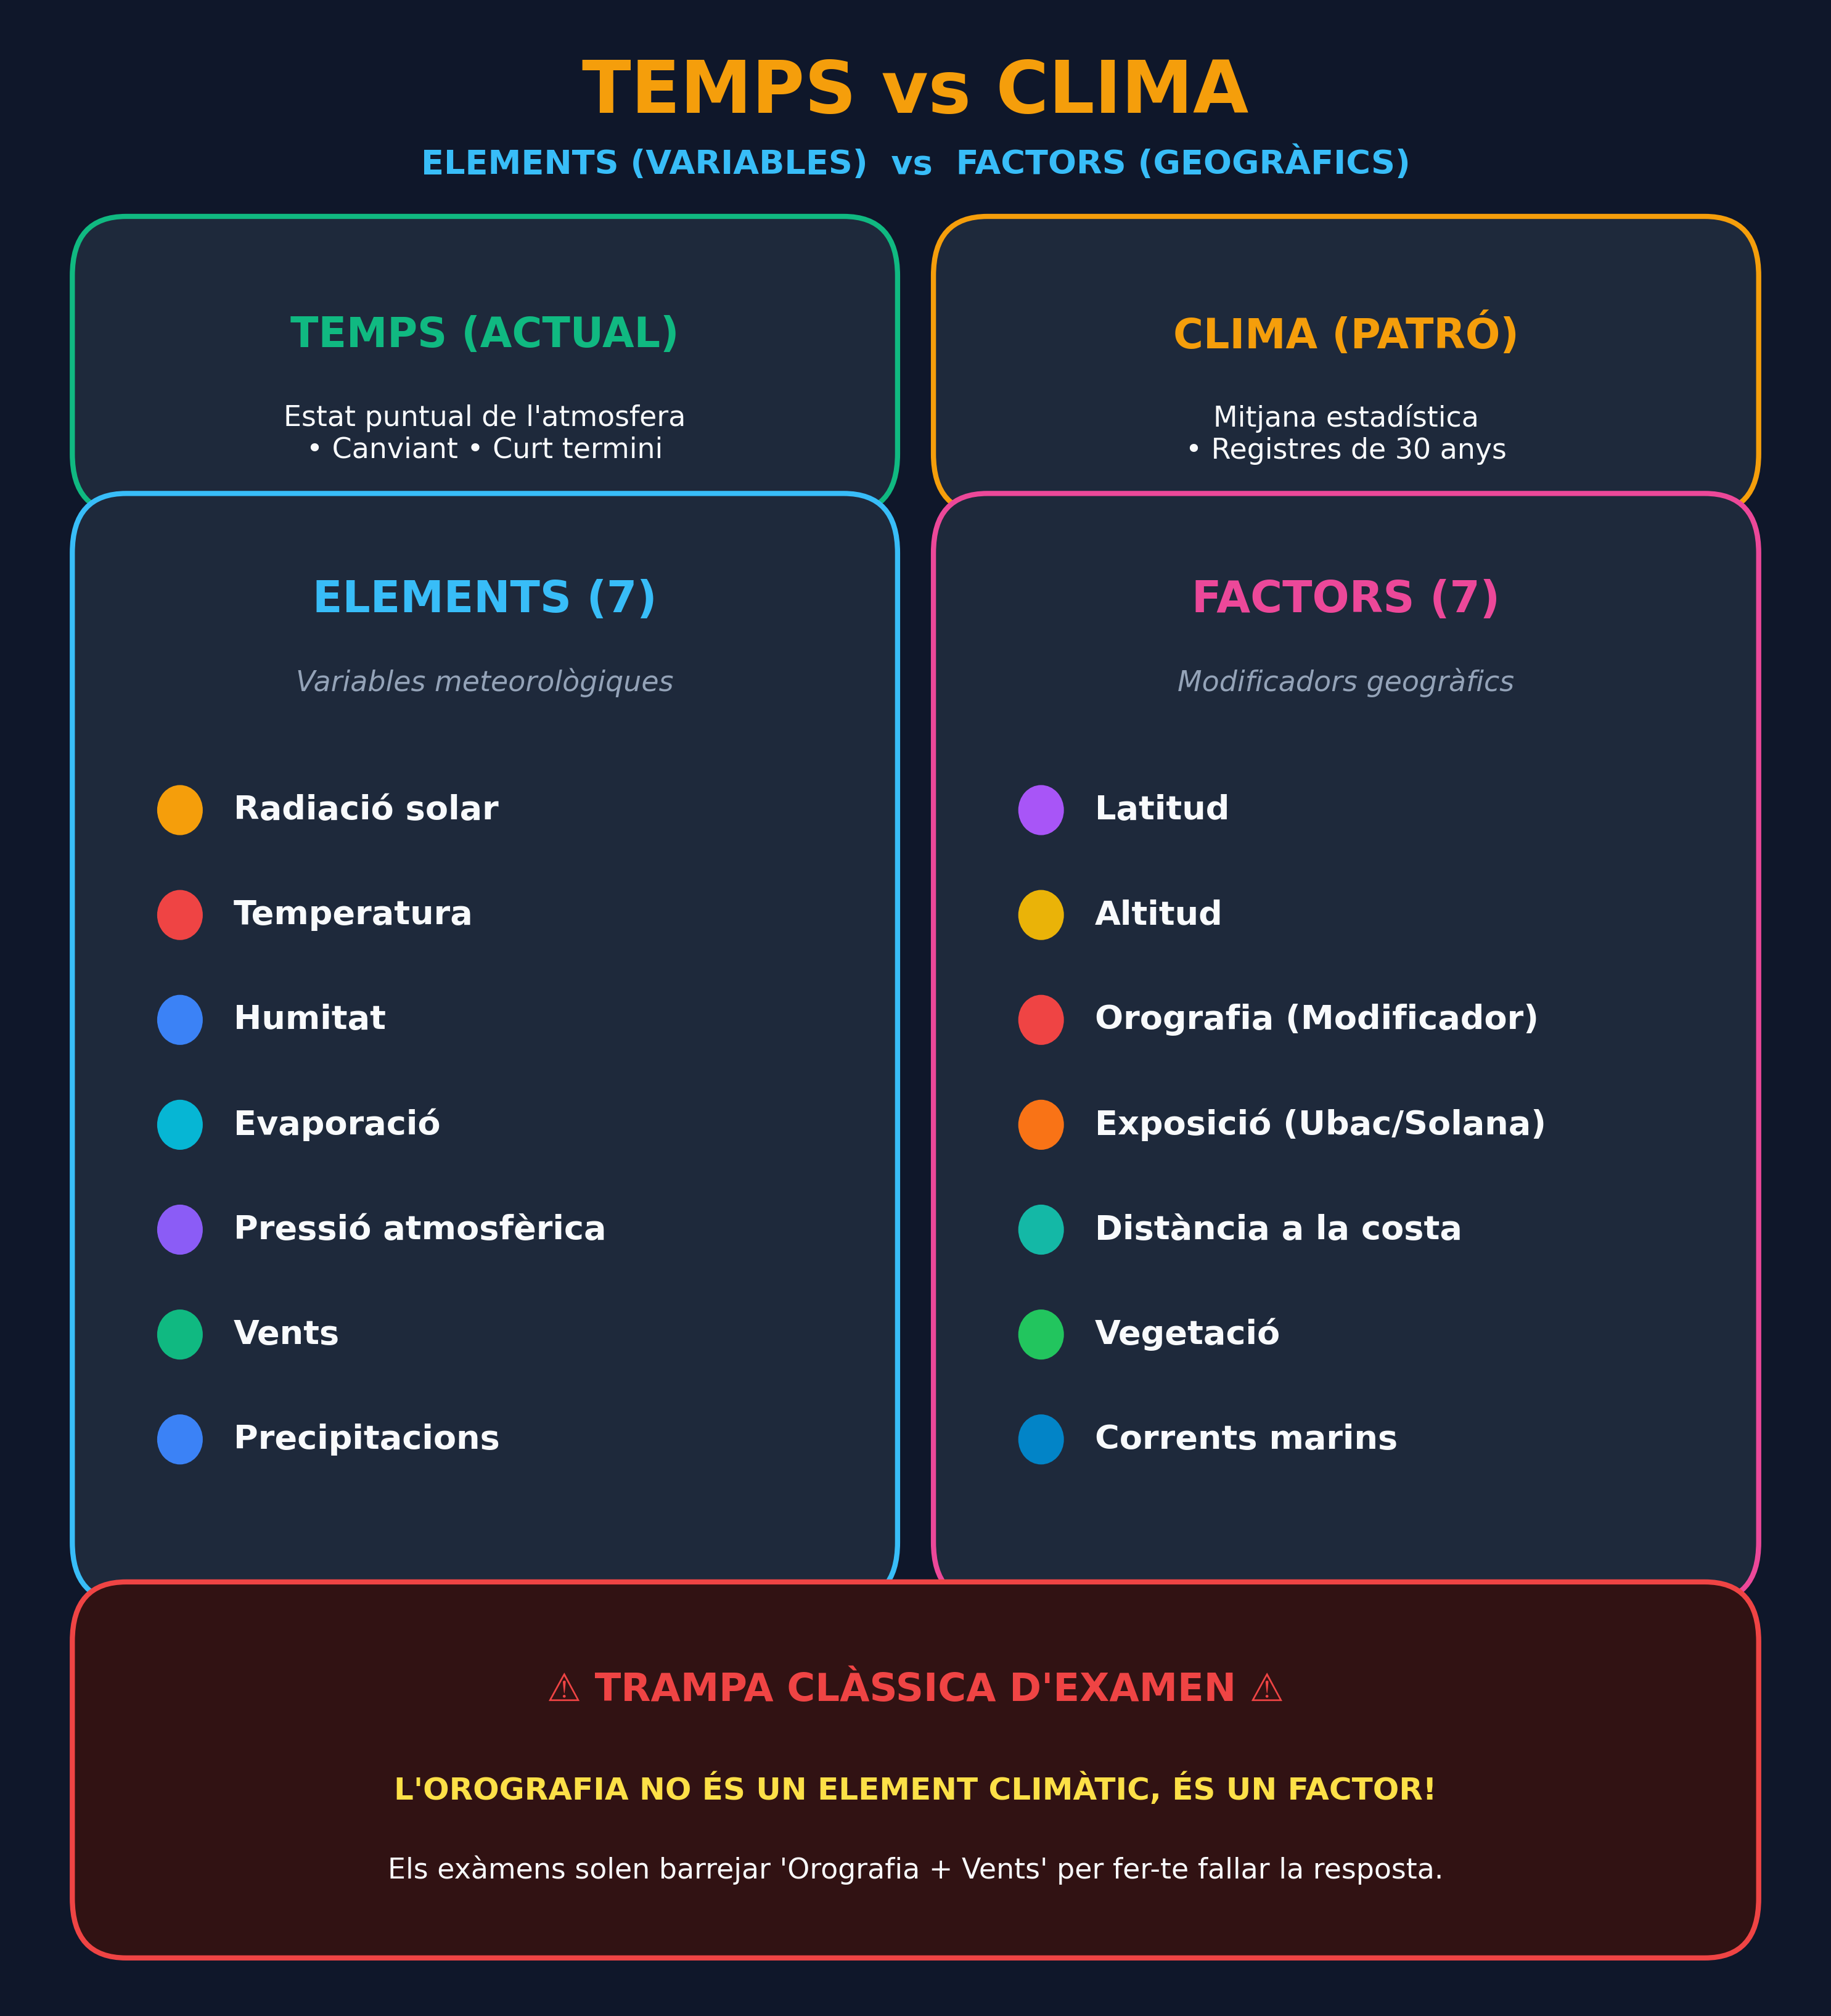 TEMPS vs CLIMA
ELEMENTS (VARIABLES) vs FACTORS (GEOGRÀFICS)
TEMPS (ACTUAL)
Estat puntual de l'atmosfera
• Canviant • Curt termini
CLIMA (PATRÓ)
Mitjana estadística
• Registres de 30 anys
ELEMENTS (7)
Variables meteorològiques
Radiació solar
Temperatura
Humitat
Evaporació
Pressió atmosfèrica
Vents
Precipitacions
FACTORS (7)
Modificadors geogràfics
Latitud
Altitud
Orografia (Modificador)
Exposició (Ubac/Solana)
Distància a la costa
Vegetació
Corrents marins
⚠ TRAMPA CLÀSSICA D'EXAMEN ⚠
L'OROGRAFIA NO ÉS UN ELEMENT CLIMÀTIC, ÉS UN FACTOR!
Els exàmens solen barrejar 'Orografia + Vents' per fer-te fallar la resposta.